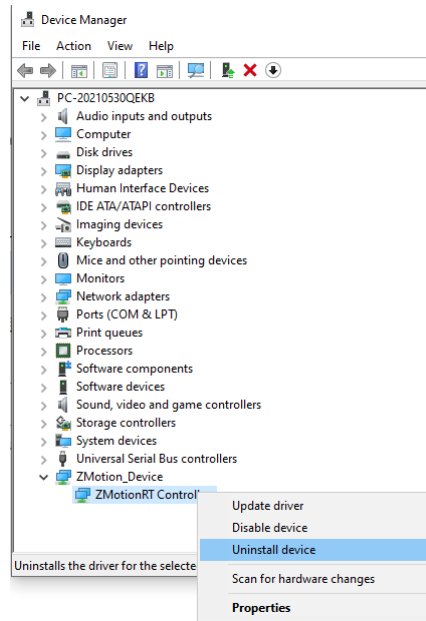 Device Manager
File Action View Help
PC-20210530QEKB
Audio inputs and outputs
Computer
Disk drives
Display adapters
Human Interface Devices
IDE ATA/ATAPI controllers
Imaging devices
Keyboards
Mice and other pointing devices
Monitors
Network adapters
Ports (COM & LPT)
Print queues
Processors
Software components
Software devices
Sound, video and game controllers
Storage controllers
System devices
Universal Serial Bus controllers
ZMotion_Device
ZMotionRT
Update driver
Disable device
Uninstall device
Scan for hardware changes
Properties
Uninstalls the driver for the